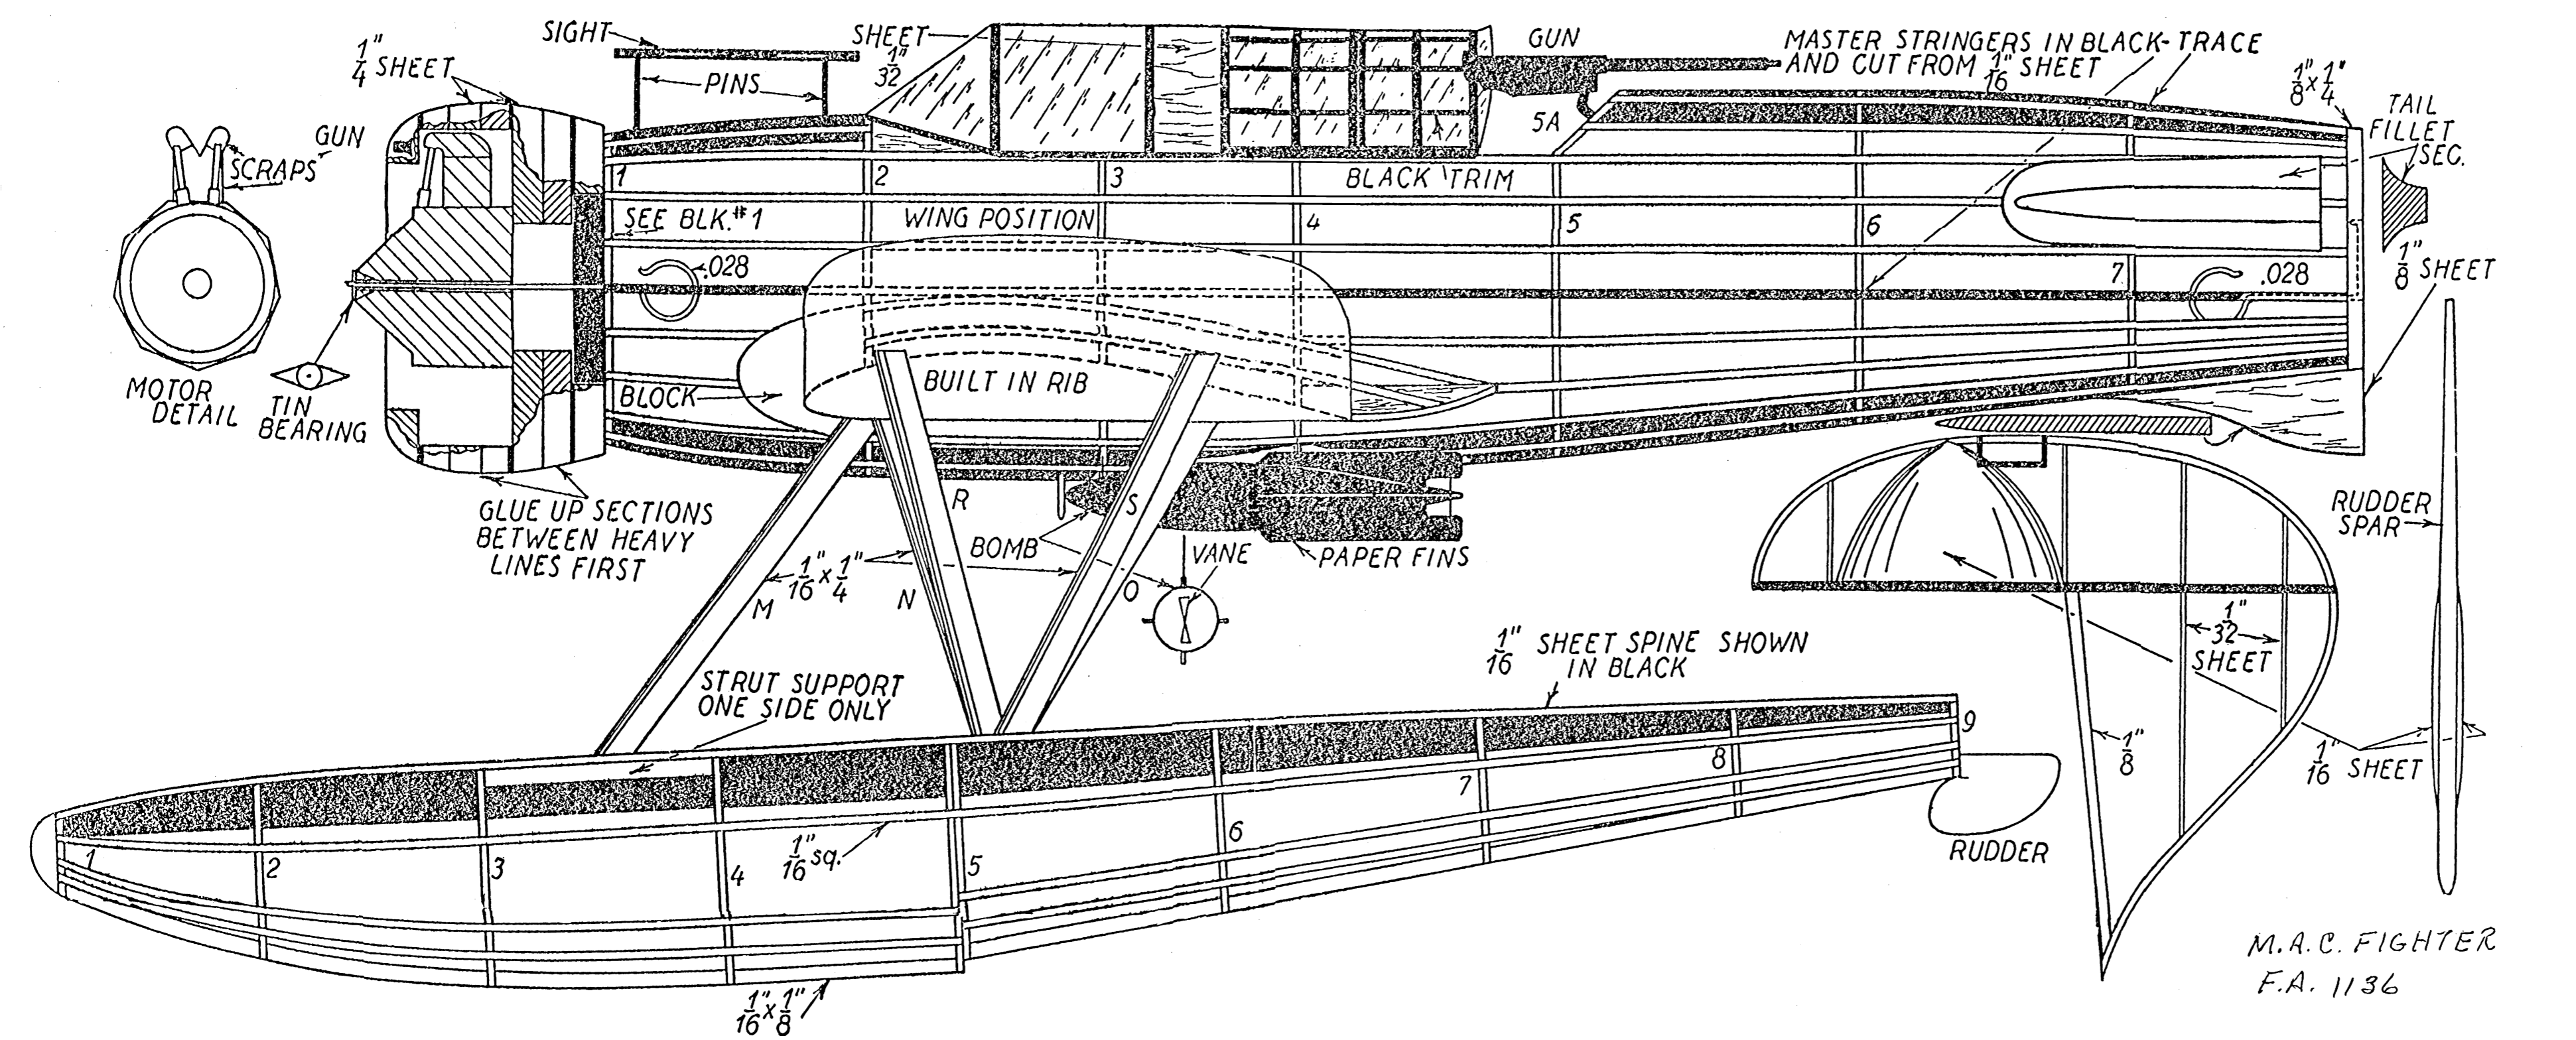 SIGHT
SHEET
1"
32
GUN
MASTER STRINGERS IN BLACK-TRACE
AND CUT FROM 1" SHEET
16
1" SHEET
4
PINS
1"x1"
8 4
TAIL
FILLET
SEC.
GUN
SCRAPS
5A
1
2
3
BLACK TRIM
SEE BLK.#1
WING POSITION
4
5
6
7
.028
.028
1" SHEET
8
MOTOR
DETAIL
TIN
BEARING
BLOCK
BUILT IN RIB
GLUE UP SECTIONS
BETWEEN HEAVY
LINES FIRST
R
S
BOMB
VANE
PAPER FINS
1"x1"
16 4
M
N
O
RUDDER
SPAR
STRUT SUPPORT
ONE SIDE ONLY
1" SHEET SPINE SHOWN
16 IN BLACK
1"
32
SHEET
1"
8
1" SHEET
16
1
2
3
4
5
6
7
8
9
1" sq.
16
RUDDER
1"x1"
16 8
M.A.C. FIGHTER
F.A. 1136